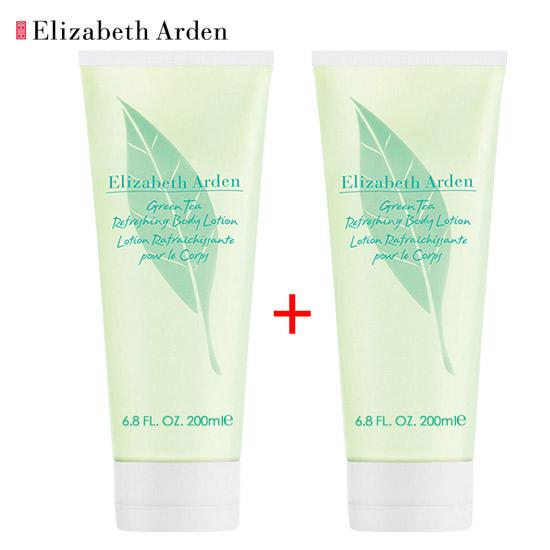 Elizabeth Arden
Elizabeth Arden
Green Tea
Refreshing Body Lotion
Lotion Rafraîchissante
pour le Corps
6.8 FL. OZ. 200ml℮
+
Elizabeth Arden
Green Tea
Refreshing Body Lotion
Lotion Rafraîchissante
pour le Corps
6.8 FL. OZ. 200ml℮